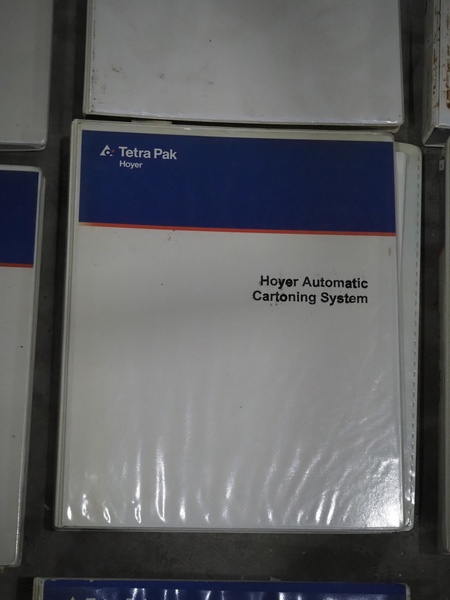 Tetra Pak
Hoyer
Hoyer Automatic
Cartoning System